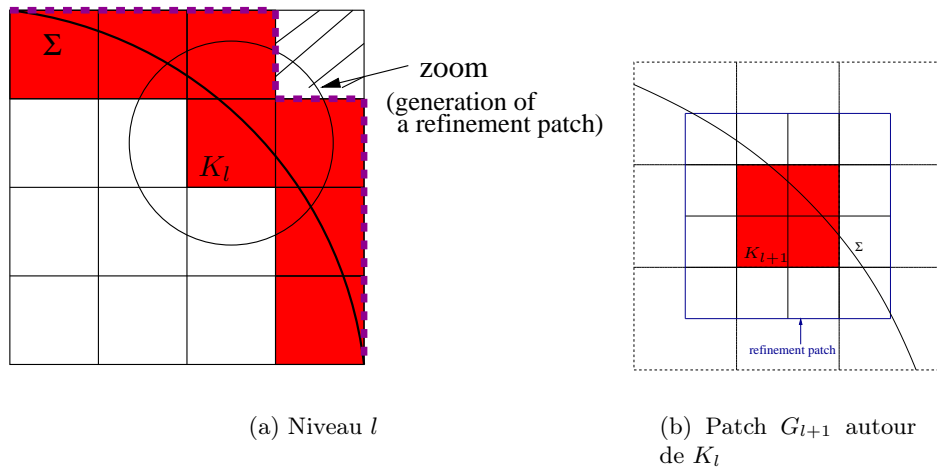 Σ
zoom
(generation of
a refinement patch)
K_l
K_{l+1}
Σ
refinement patch
(a) Niveau l
(b) Patch G_{l+1} autour
de K_l